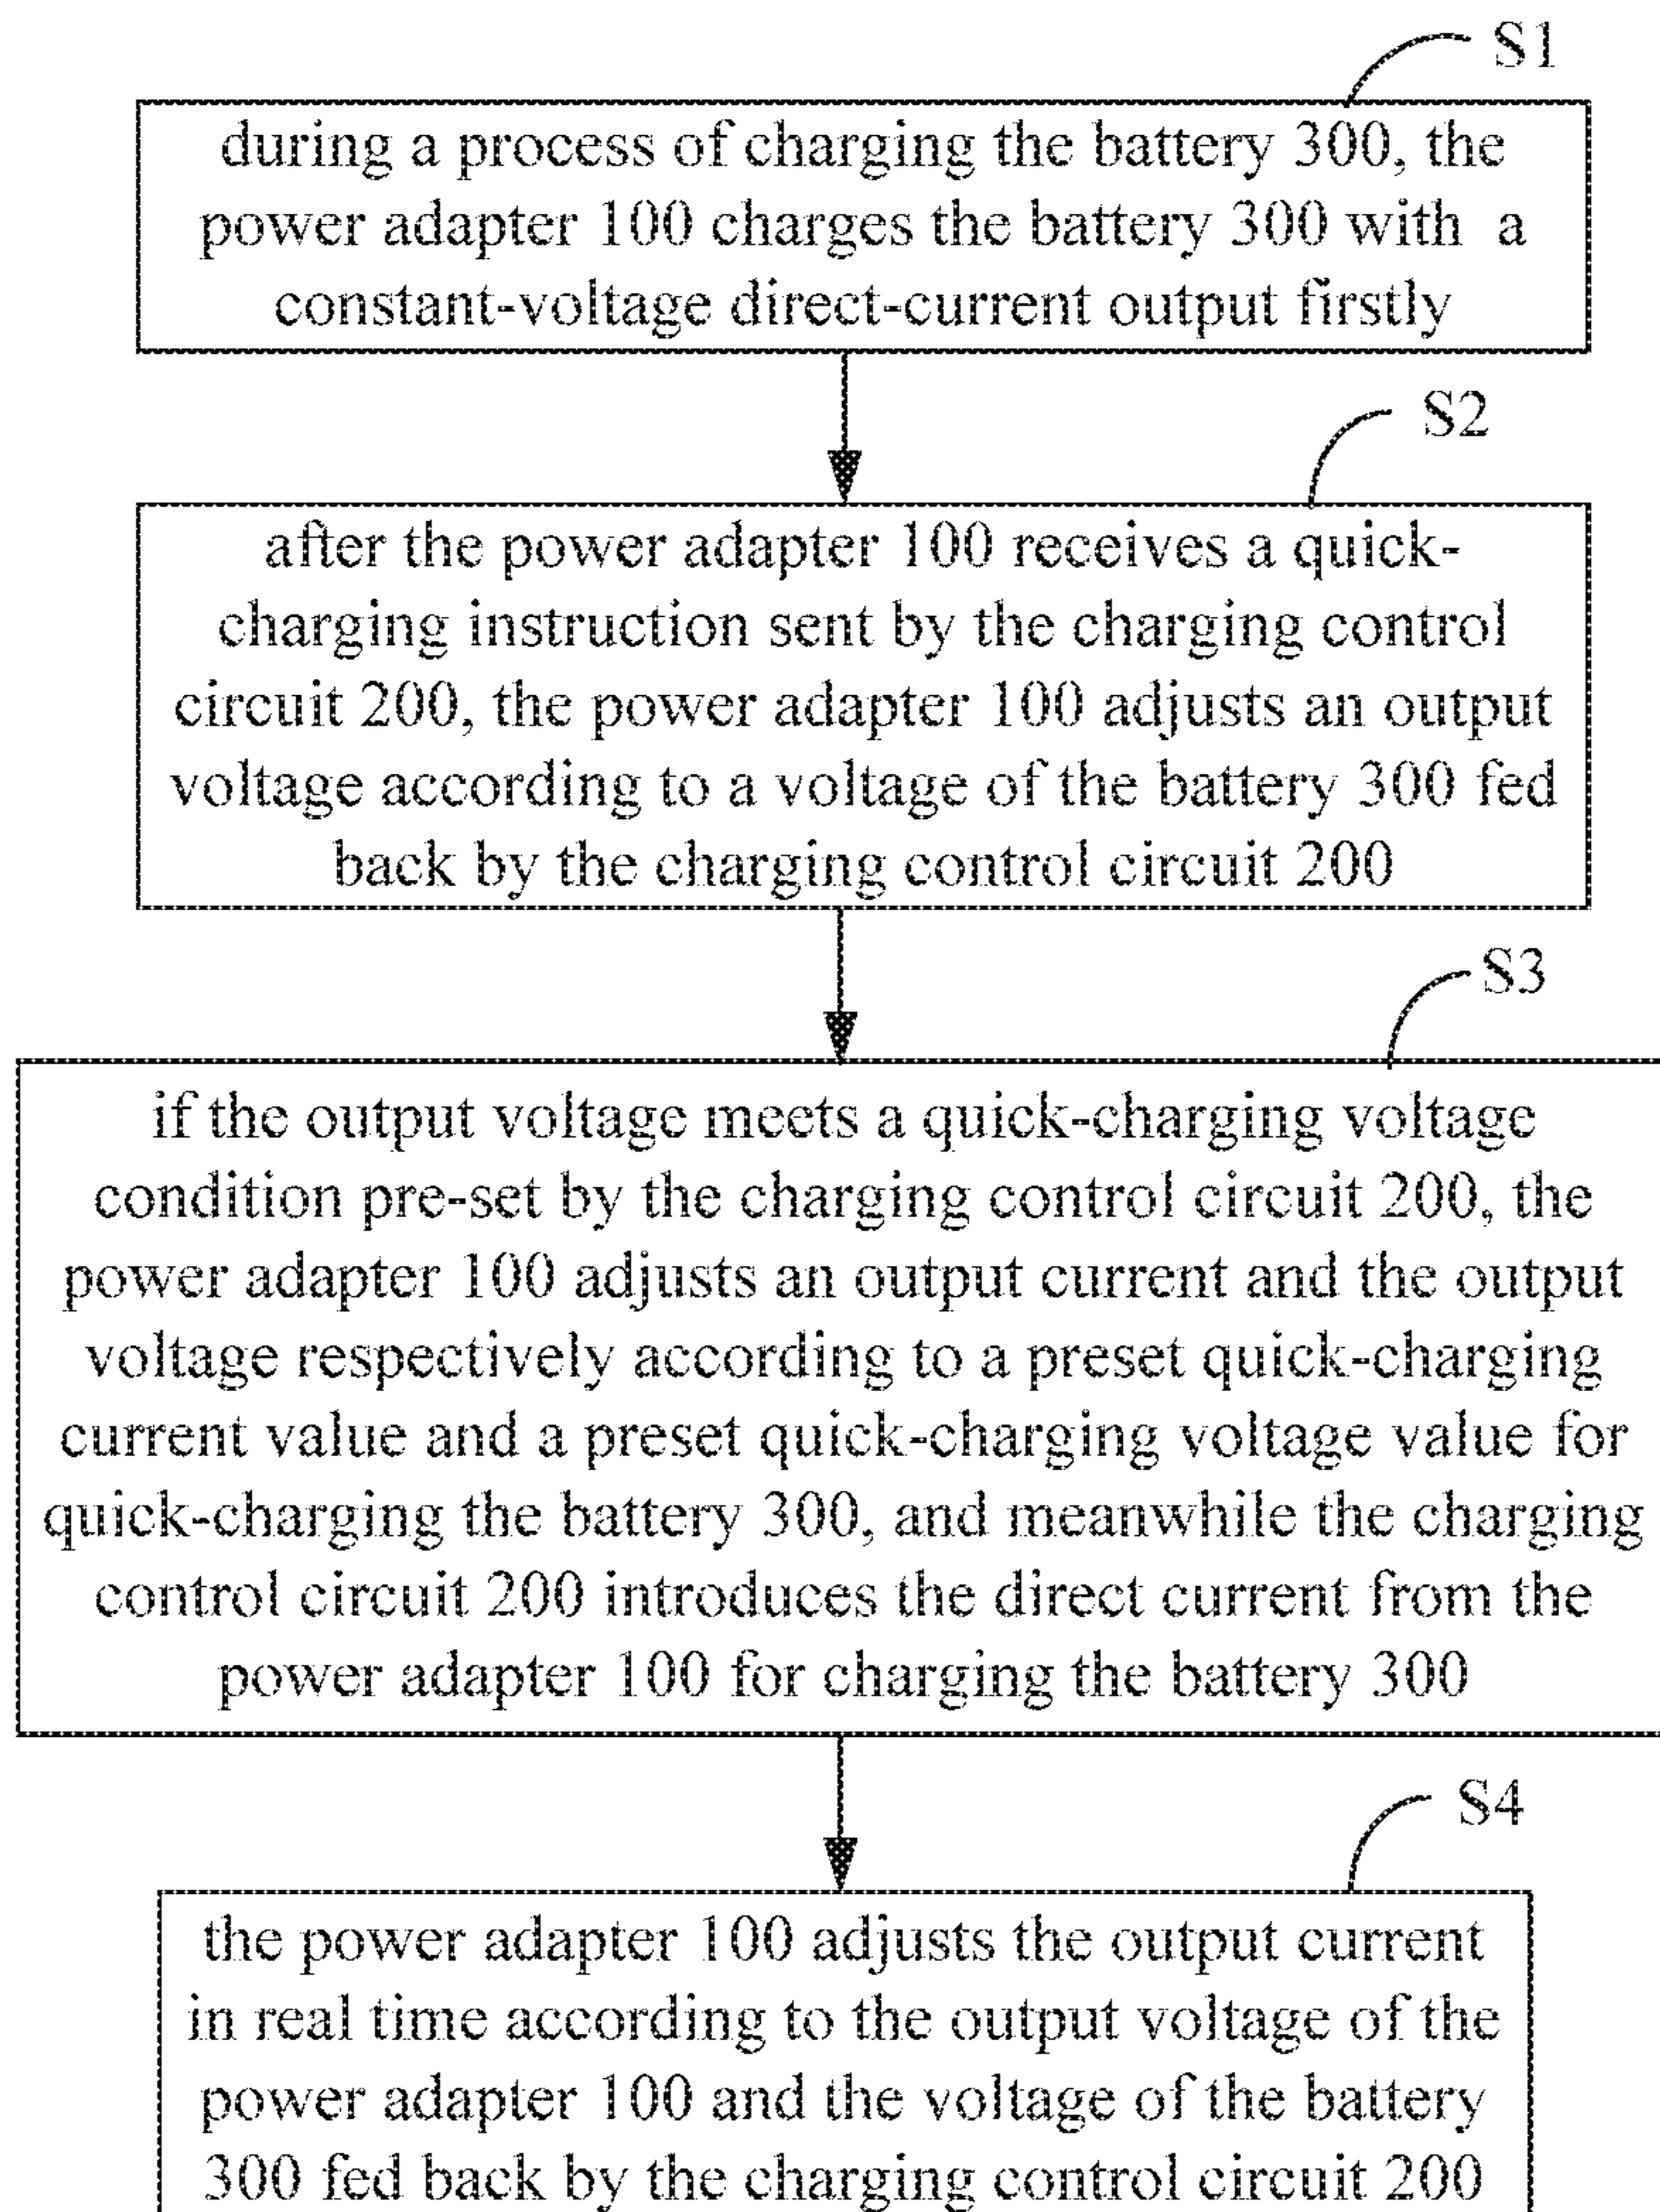 S1
during a process of charging the battery 300, the
power adapter 100 charges the battery 300 with a
constant-voltage direct-current output firstly
S2
after the power adapter 100 receives a quick-
charging instruction sent by the charging control
circuit 200, the power adapter 100 adjusts an output
voltage according to a voltage of the battery 300 fed
back by the charging control circuit 200
S3
if the output voltage meets a quick-charging voltage
condition pre-set by the charging control circuit 200, the
power adapter 100 adjusts an output current and the output
voltage respectively according to a preset quick-charging
current value and a preset quick-charging voltage value for
quick-charging the battery 300, and meanwhile the charging
control circuit 200 introduces the direct current from the
power adapter 100 for charging the battery 300
S4
the power adapter 100 adjusts the output current
in real time according to the output voltage of the
power adapter 100 and the voltage of the battery
300 fed back by the charging control circuit 200